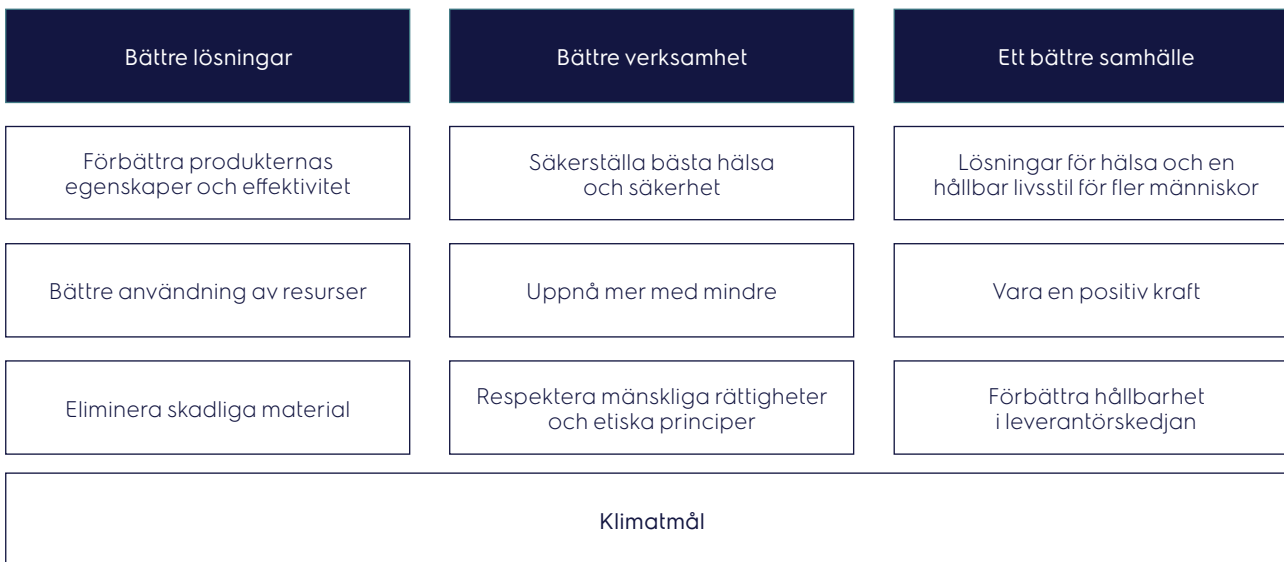 Bättre lösningar
Förbättra produkternas
egenskaper och effektivitet
Bättre användning av resurser
Eliminera skadliga material
Bättre verksamhet
Säkerställa bästa hälsa
och säkerhet
Uppnå mer med mindre
Respektera mänskliga rättigheter
och etiska principer
Ett bättre samhälle
Lösningar för hälsa och en
hållbar livsstil för fler människor
Vara en positiv kraft
Förbättra hållbarhet
i leverantörskedjan
Klimatmål